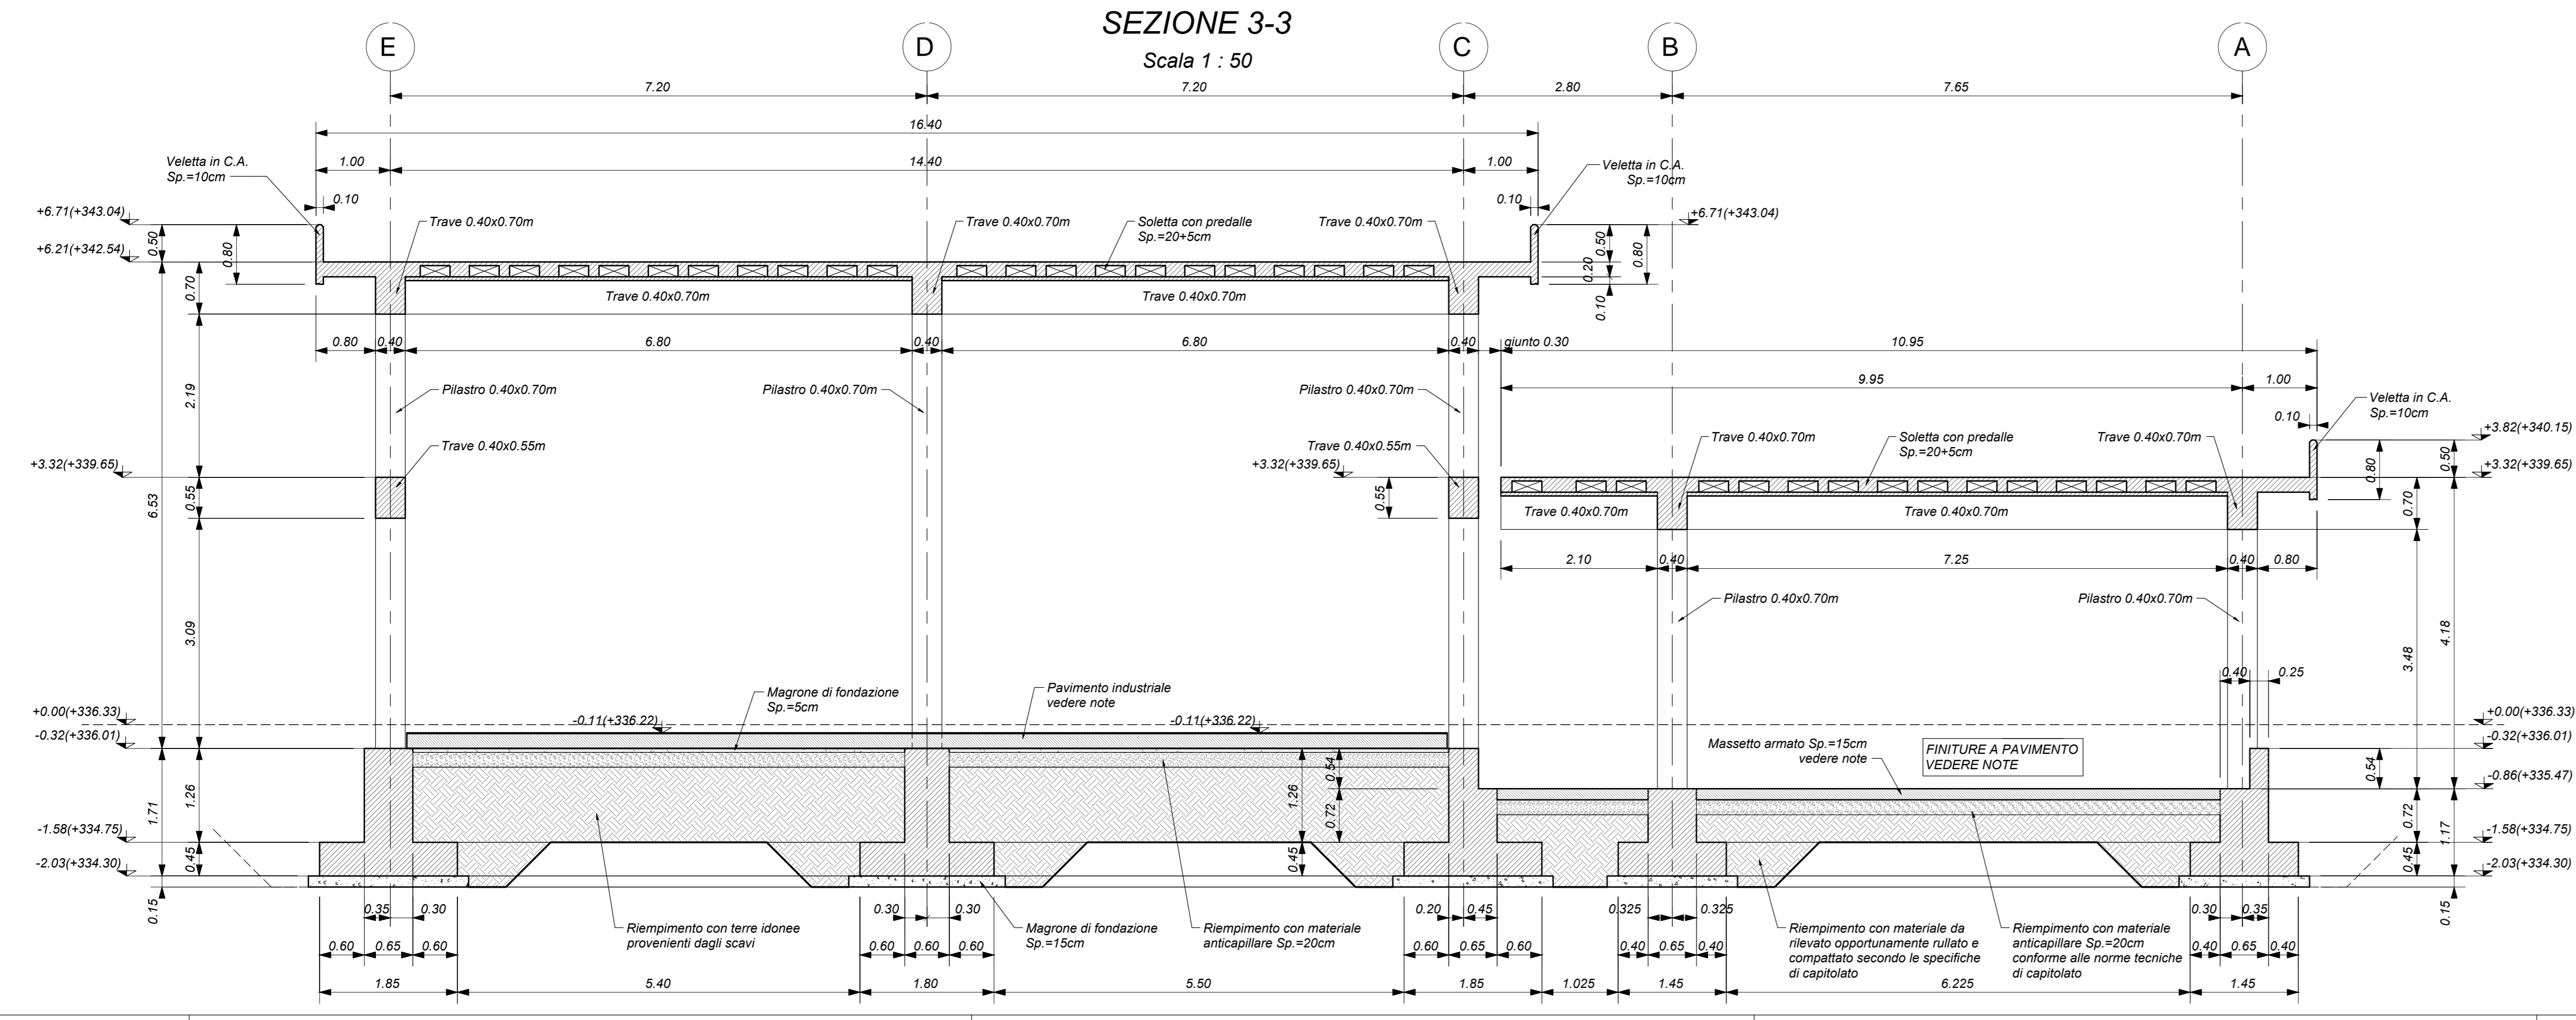 SEZIONE 3-3
Scala 1 : 50
E
D
C
B
A
7.20
7.20
2.80
7.65
16.40
1.00
14.40
1.00
Veletta in C.A.
Sp.=10cm
0.10
Veletta in C.A.
Sp.=10cm
0.10
+6.71(+343.04)
+6.21(+342.54)
0.50
0.80
0.70
Trave 0.40x0.70m
Trave 0.40x0.70m
Soletta con predalle
Sp.=20+5cm
Trave 0.40x0.70m
+6.71(+343.04)
0.50
0.20
0.10
0.80
Trave 0.40x0.70m
Trave 0.40x0.70m
0.80
0.40
6.80
0.40
6.80
0.40
giunto 0.30
10.95
9.95
1.00
2.19
Pilastro 0.40x0.70m
Pilastro 0.40x0.70m
Pilastro 0.40x0.70m
Veletta in C.A.
Sp.=10cm
0.10
+3.82(+340.15)
+3.32(+339.65)
0.50
0.80
0.70
+3.32(+339.65)
6.53
0.55
Trave 0.40x0.55m
Trave 0.40x0.55m
+3.32(+339.65)
0.55
Trave 0.40x0.70m
Soletta con predalle
Sp.=20+5cm
Trave 0.40x0.70m
Trave 0.40x0.70m
Trave 0.40x0.70m
2.10
0.40
7.25
0.40
0.80
Pilastro 0.40x0.70m
Pilastro 0.40x0.70m
3.09
3.48
4.18
0.40
0.25
Magrone di fondazione
Sp.=5cm
Pavimento industriale
vedere note
+0.00(+336.33)
-0.32(+336.01)
-0.11(+336.22)
-0.11(+336.22)
Massetto armato Sp.=15cm
vedere note
FINITURE A PAVIMENTO
VEDERE NOTE
+0.00(+336.33)
-0.32(+336.01)
-0.86(+335.47)
-1.58(+334.75)
-2.03(+334.30)
0.54
0.72
1.17
0.45
0.15
1.71
1.26
0.45
0.15
-1.58(+334.75)
-2.03(+334.30)
1.26
0.54
0.72
0.45
0.35
0.30
0.30
0.30
0.20
0.45
0.325
0.325
0.30
0.35
Riempimento con terre idonee
provenienti dagli scavi
Magrone di fondazione
Sp.=15cm
Riempimento con materiale
anticapillare Sp.=20cm
Riempimento con materiale da
rilevato opportunamente rullato e
compattato secondo le specifiche
di capitolato
Riempimento con materiale
anticapillare Sp.=20cm
conforme alle norme tecniche
di capitolato
0.60
0.65
0.60
0.60
0.60
0.60
0.60
0.65
0.60
0.40
0.65
0.40
0.40
0.65
0.40
1.85
5.40
1.80
5.50
1.85
1.025
1.45
6.225
1.45